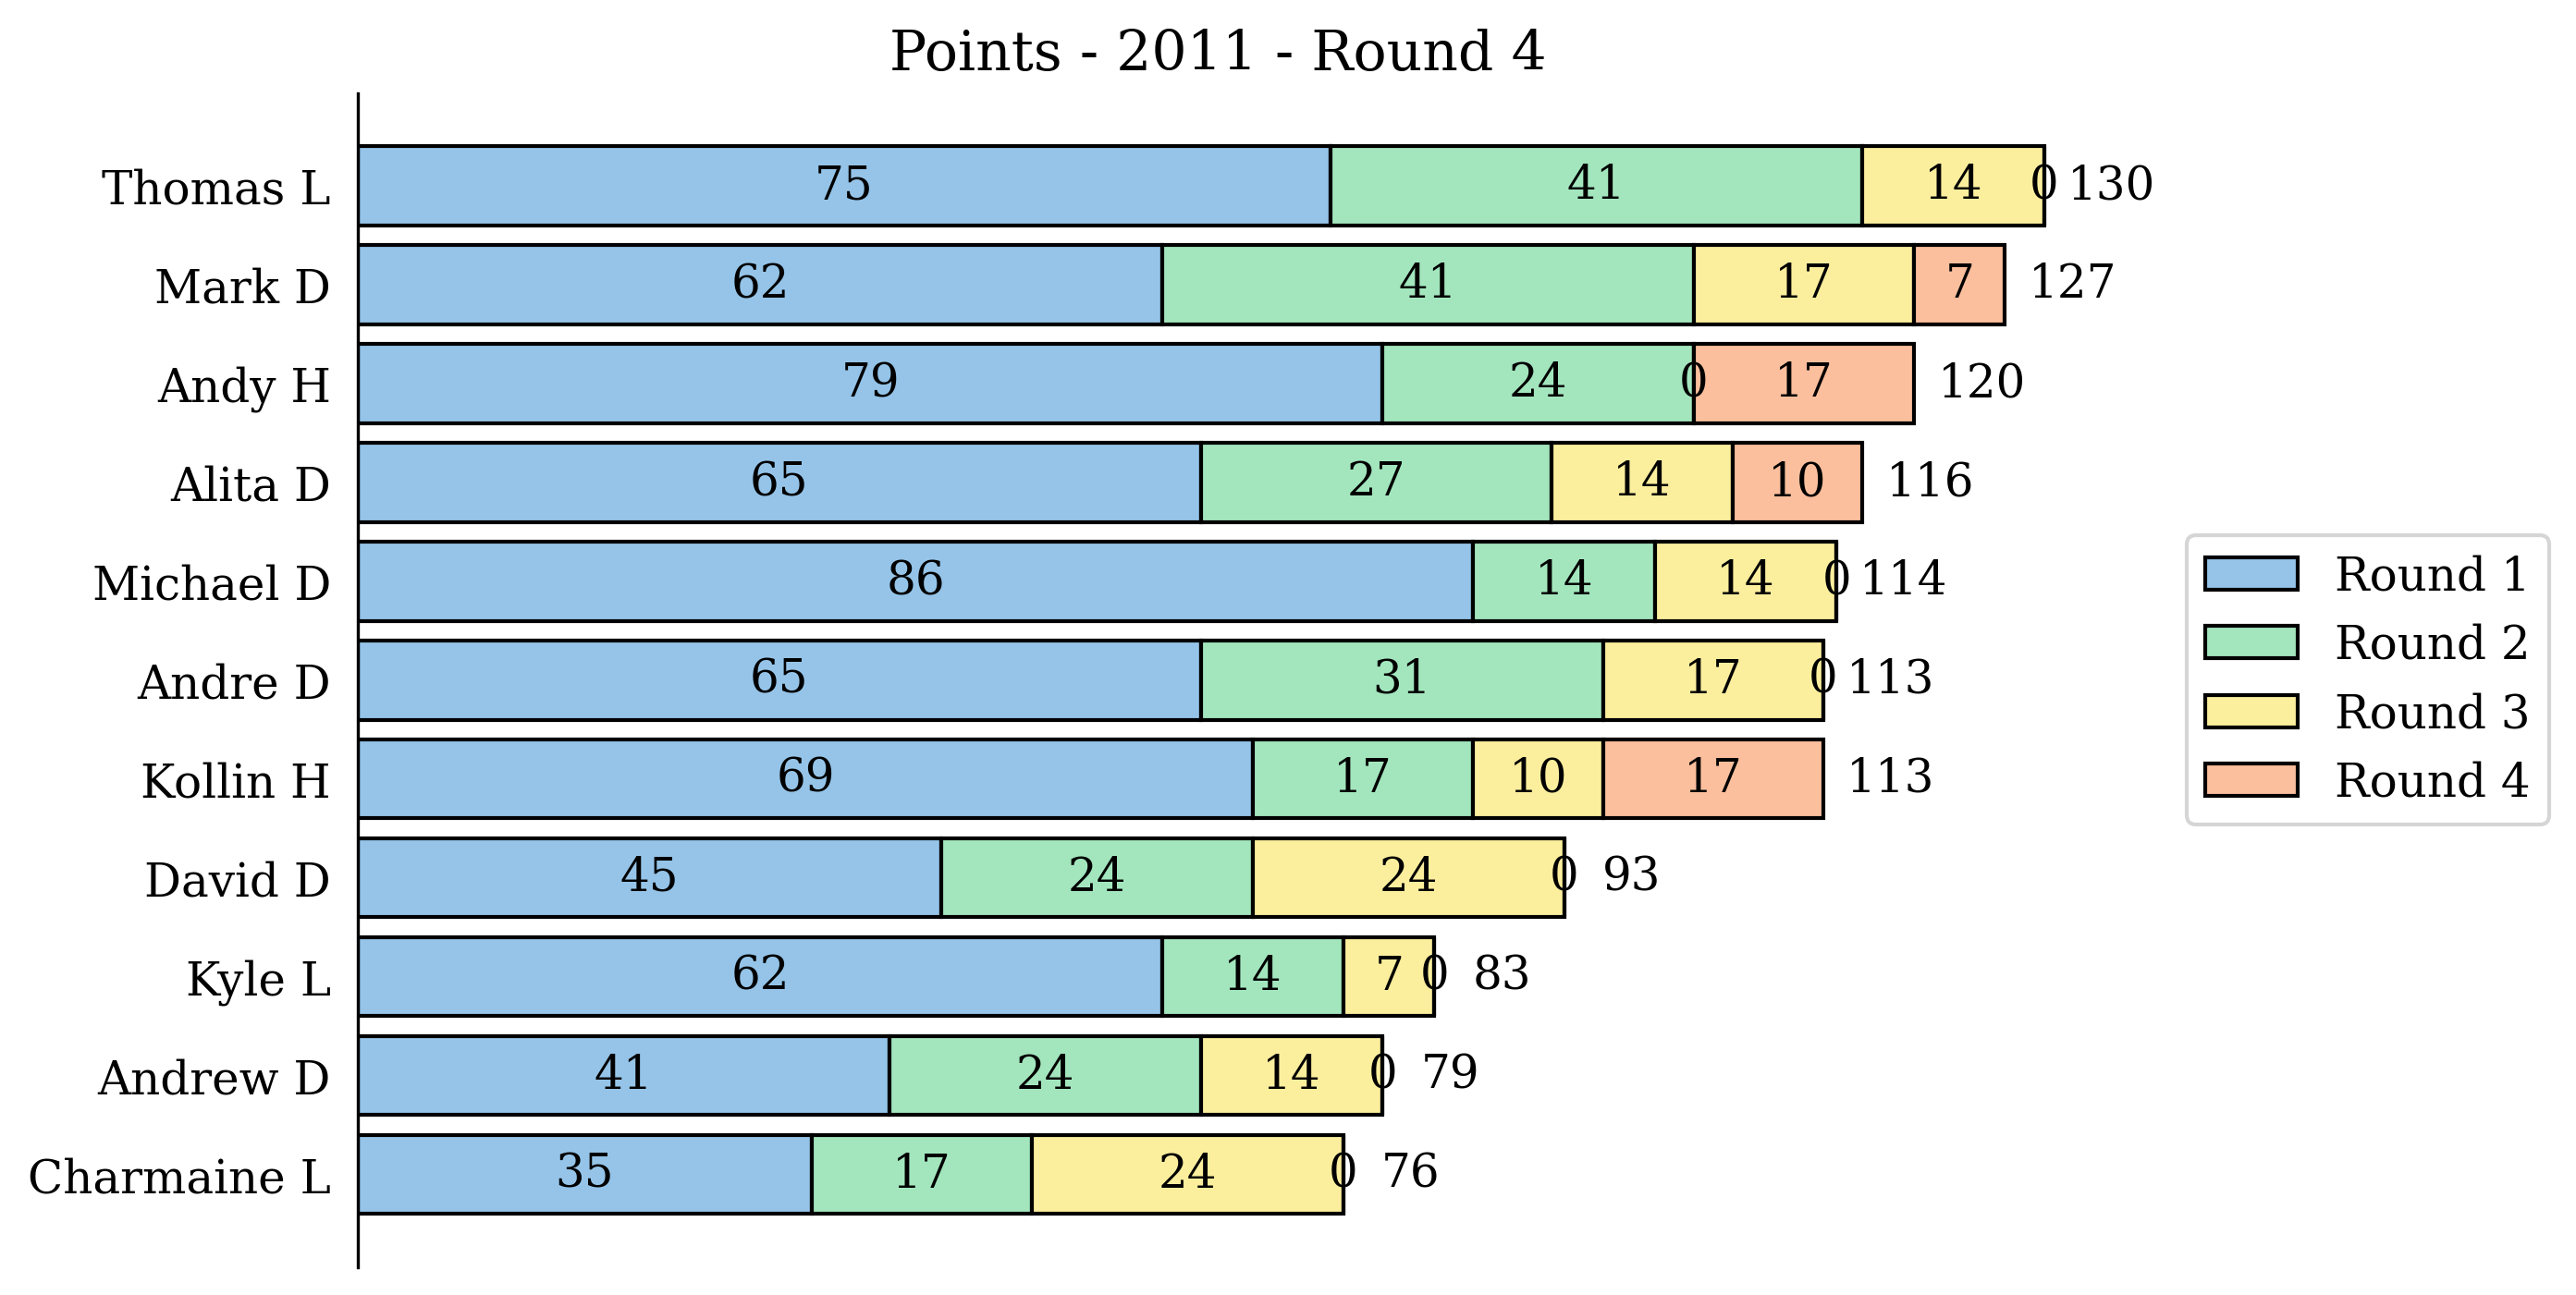 Points - 2011 - Round 4
Thomas L 75 41 14 0 130
Mark D 62 41 17 7 127
Andy H 79 24 0 17 120
Alita D 65 27 14 10 116
Michael D 86 14 14 0 114
Andre D 65 31 17 0 113
Kollin H 69 17 10 17 113
David D 45 24 24 0 93
Kyle L 62 14 7 0 83
Andrew D 41 24 14 0 79
Charmaine L 35 17 24 0 76
Round 1
Round 2
Round 3
Round 4